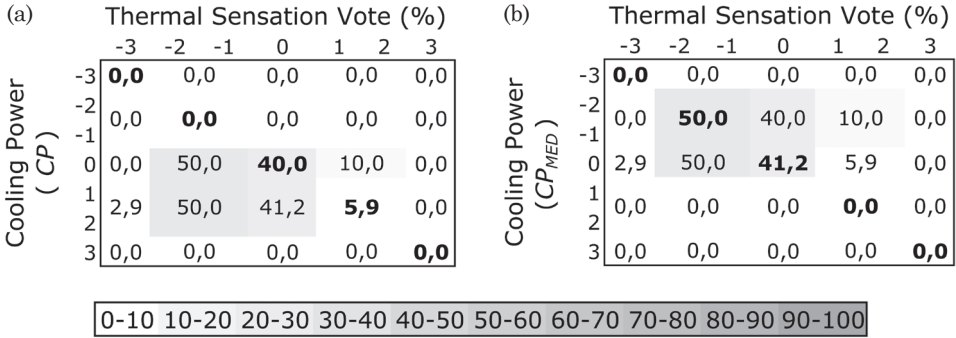 (a) Thermal Sensation Vote (%)
-3 -2 -1 0 1 2 3
Cooling Power
( CP)
-3 0,0 0,0 0,0 0,0 0,0
-2
-1 0,0 0,0 0,0 0,0 0,0
0 0,0 50,0 40,0 10,0 0,0
1
2 2,9 50,0 41,2 5,9 0,0
3 0,0 0,0 0,0 0,0 0,0
(b) Thermal Sensation Vote (%)
-3 -2 -1 0 1 2 3
Cooling Power
(CPMED)
-3 0,0 0,0 0,0 0,0 0,0
-2
-1 0,0 50,0 40,0 10,0 0,0
0 2,9 50,0 41,2 5,9 0,0
1
2 0,0 0,0 0,0 0,0 0,0
3 0,0 0,0 0,0 0,0 0,0
0-10 10-20 20-30 30-40 40-50 50-60 60-70 70-80 80-90 90-100